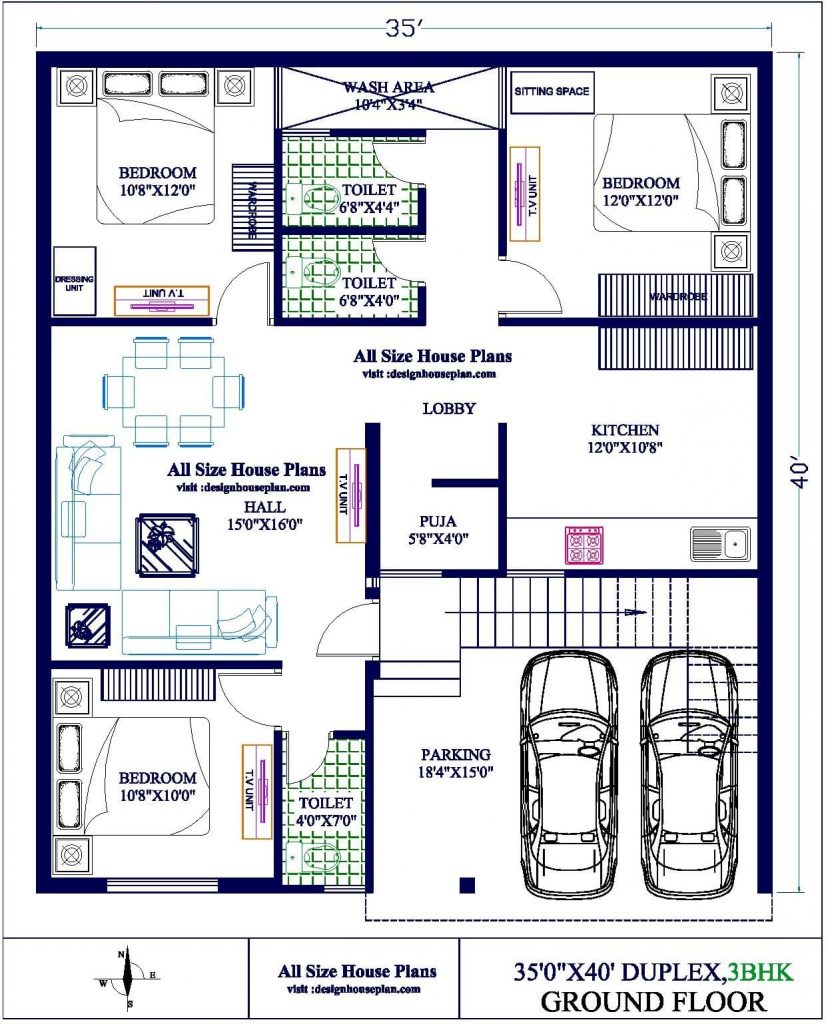 35'
WASH AREA
10'4"X3'4"
SITTING SPACE
BEDROOM
10'8"X12'0"
WARDROBE
TOILET
6'8"X4'4"
T.V UNIT
BEDROOM
12'0"X12'0"
DRESSING
UNIT
T.V UNIT
TOILET
6'8"X4'0"
WARDROBE
All Size House Plans
visit :designhouseplan.com
LOBBY
KITCHEN
12'0"X10'8"
40'
All Size House Plans
visit :designhouseplan.com
HALL
15'0"X16'0"
T.V UNIT
PUJA
5'8"X4'0"
BEDROOM
10'8"X10'0"
T.V UNIT
TOILET
4'0"X7'0"
PARKING
18'4"X15'0"
N
W E
S
All Size House Plans
visit :designhouseplan.com
35'0"X40' DUPLEX,3BHK
GROUND FLOOR